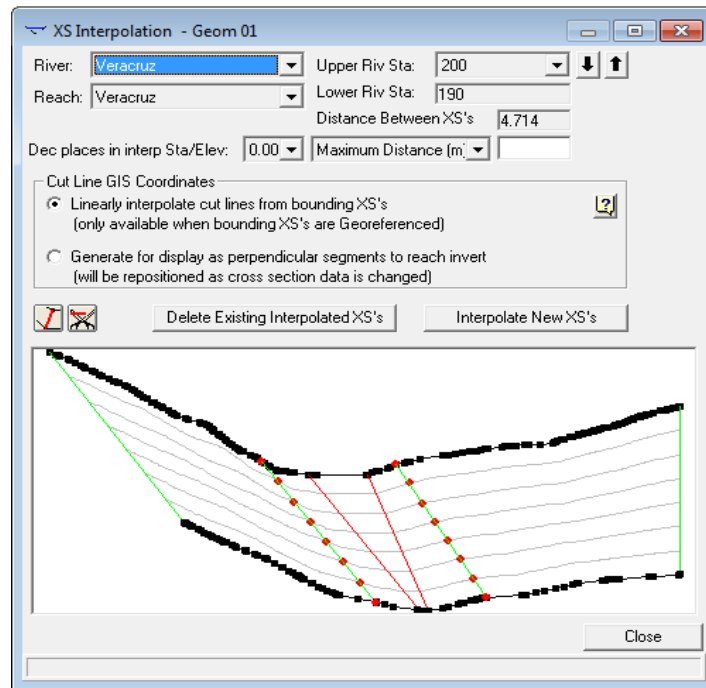 XS Interpolation - Geom 01
River: Veracruz Upper Riv Sta: 200
Reach: Veracruz Lower Riv Sta: 190
Distance Between XS's 4.714
Dec places in interp Sta/Elev: 0.00 Maximum Distance (m)
Cut Line GIS Coordinates
Linearly interpolate cut lines from bounding XS's
(only available when bounding XS's are Georeferenced)
Generate for display as perpendicular segments to reach invert
(will be repositioned as cross section data is changed)
Delete Existing Interpolated XS's Interpolate New XS's
Close